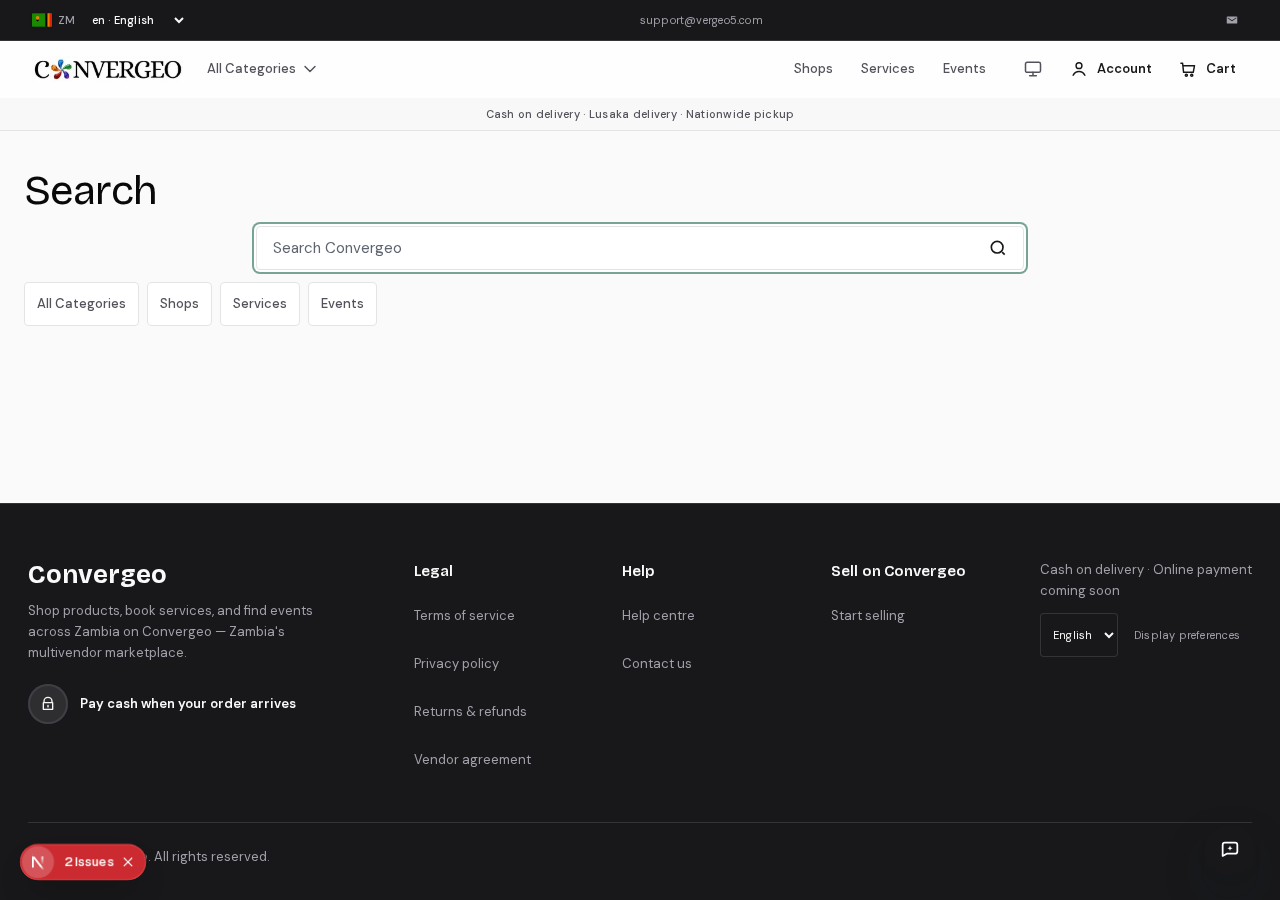 ZM
en · English
support@vergeo5.com
CONVERGEO
All Categories
Shops
Services
Events
Account
Cart
Cash on delivery · Lusaka delivery · Nationwide pickup
Search
Search Convergeo
All Categories
Shops
Services
Events
Convergeo
Shop products, book services, and find events
across Zambia on Convergeo — Zambia's
multivendor marketplace.
Pay cash when your order arrives
Legal
Terms of service
Privacy policy
Returns & refunds
Vendor agreement
Help
Help centre
Contact us
Sell on Convergeo
Start selling
Cash on delivery · Online payment
coming soon
English
Display preferences
N
2 Issues
. All rights reserved.